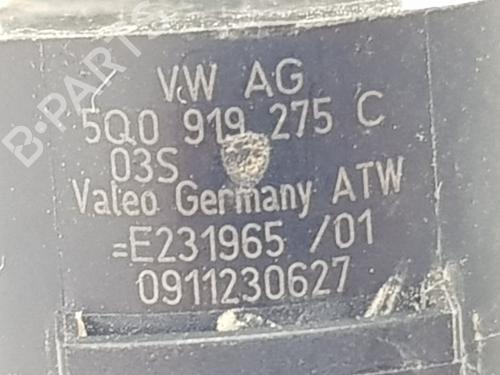 B-PARTS
VW AG
5Q0 919 275 C
03S
Valeo Germany ATW
=E231965 /01
0911230627